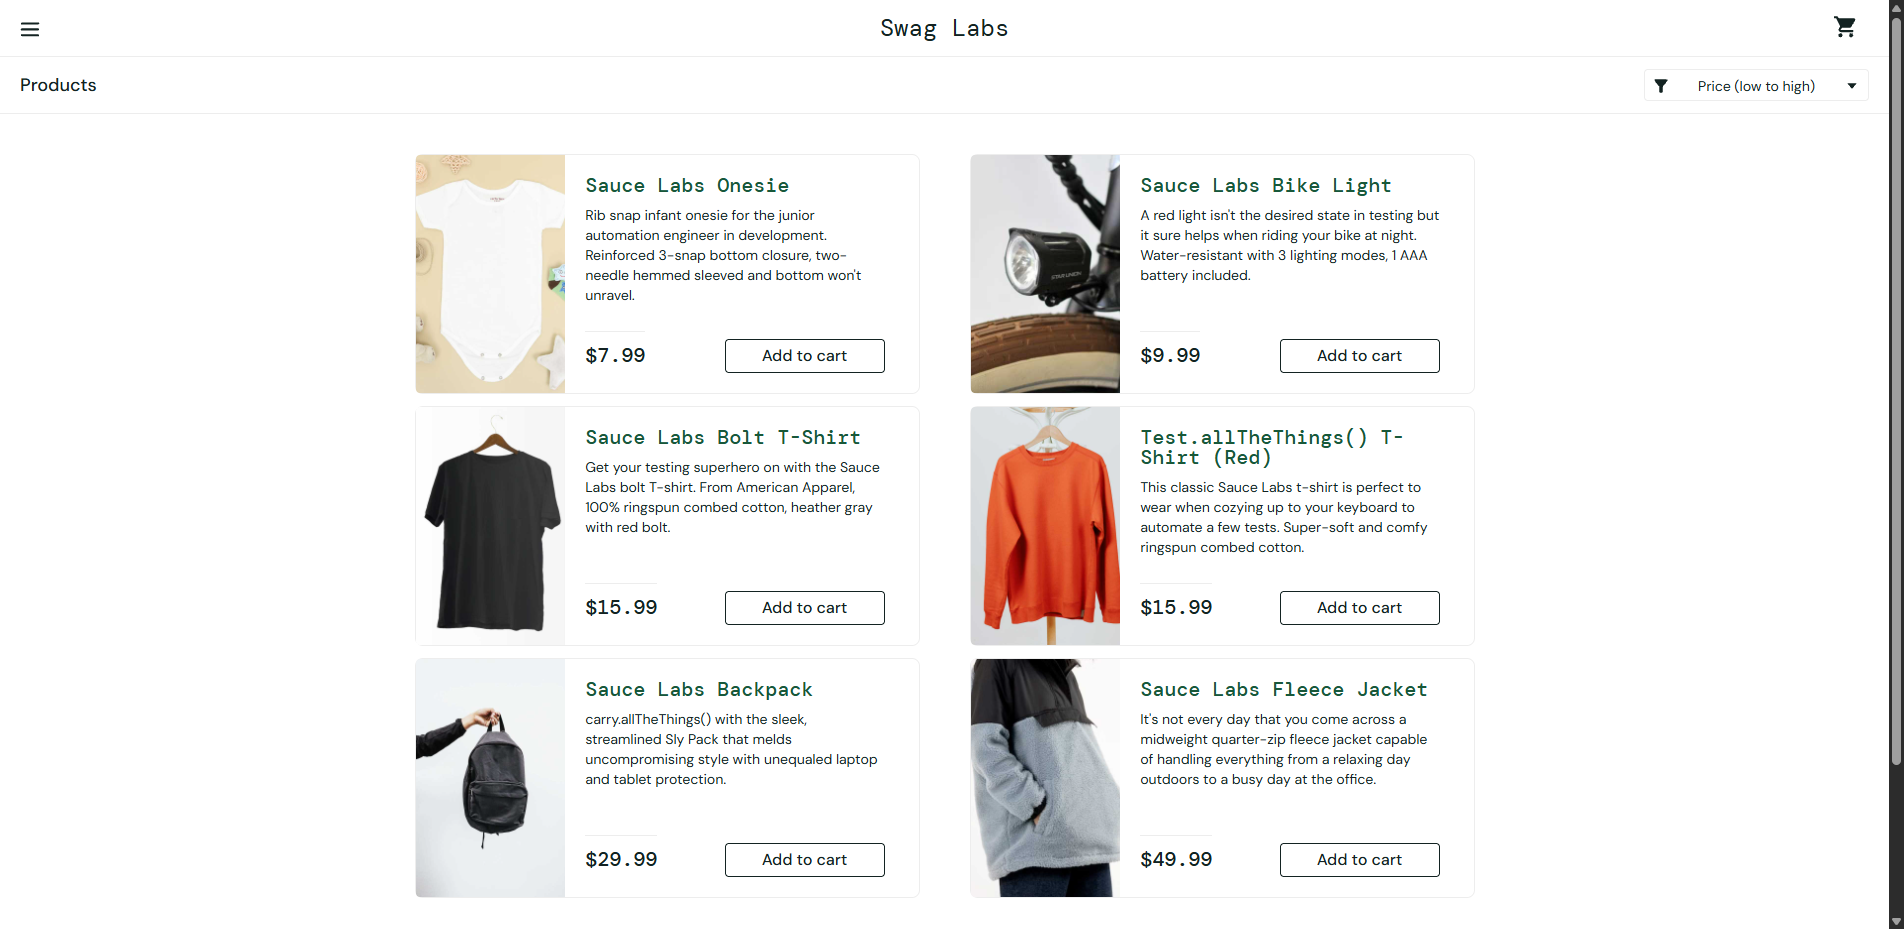 Swag Labs
Products
Price (low to high)
Sauce Labs Onesie
Rib snap infant onesie for the junior
automation engineer in development.
Reinforced 3-snap bottom closure, two-
needle hemmed sleeved and bottom won't
unravel.
$7.99
Add to cart
Sauce Labs Bike Light
A red light isn't the desired state in testing but
it sure helps when riding your bike at night.
Water-resistant with 3 lighting modes, 1 AAA
battery included.
$9.99
Add to cart
Sauce Labs Bolt T-Shirt
Get your testing superhero on with the Sauce
Labs bolt T-shirt. From American Apparel,
100% ringspun combed cotton, heather gray
with red bolt.
$15.99
Add to cart
Test.allTheThings() T-
Shirt (Red)
This classic Sauce Labs t-shirt is perfect to
wear when cozying up to your keyboard to
automate a few tests. Super-soft and comfy
ringspun combed cotton.
$15.99
Add to cart
Sauce Labs Backpack
carry.allTheThings() with the sleek,
streamlined Sly Pack that melds
uncompromising style with unequaled laptop
and tablet protection.
$29.99
Add to cart
Sauce Labs Fleece Jacket
It's not every day that you come across a
midweight quarter-zip fleece jacket capable
of handling everything from a relaxing day
outdoors to a busy day at the office.
$49.99
Add to cart